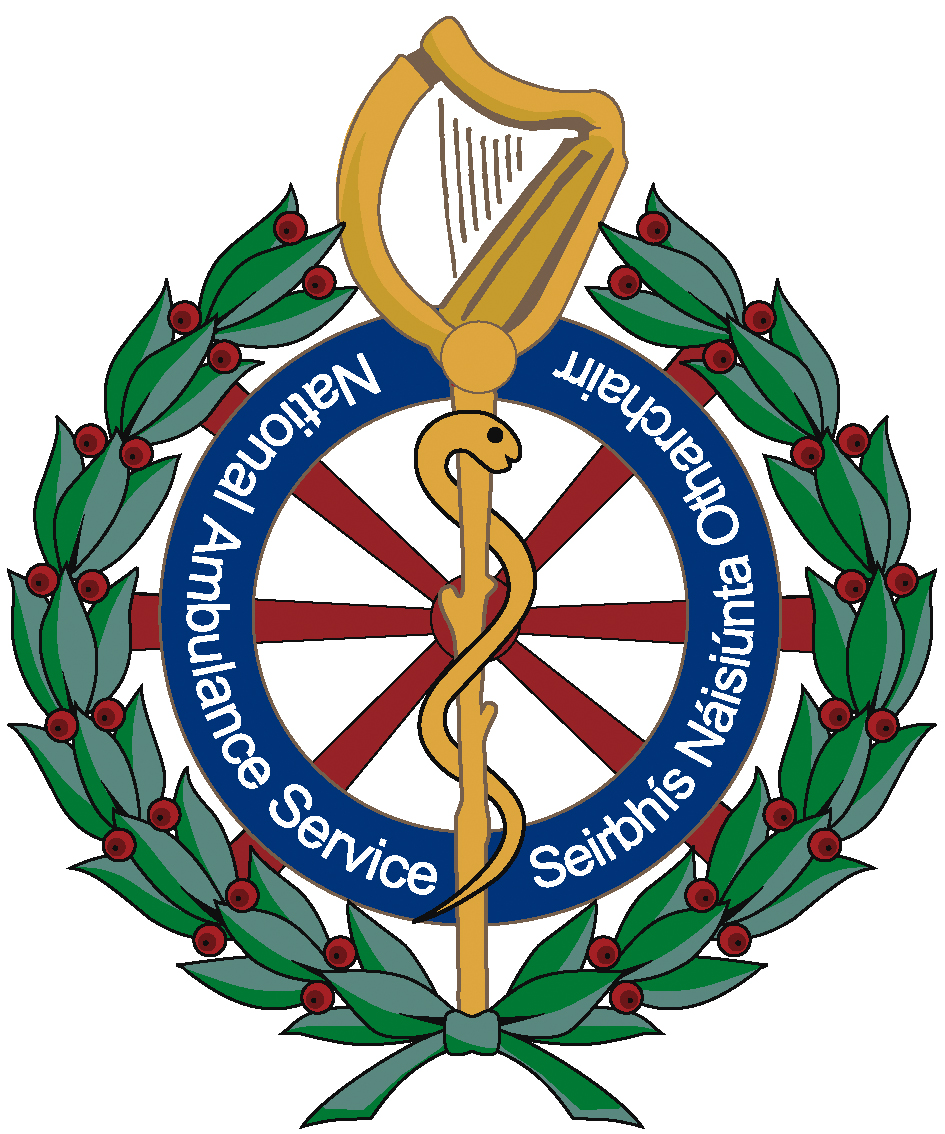 National Ambulance Service
Seirbhís Náisiúnta Otharchairr